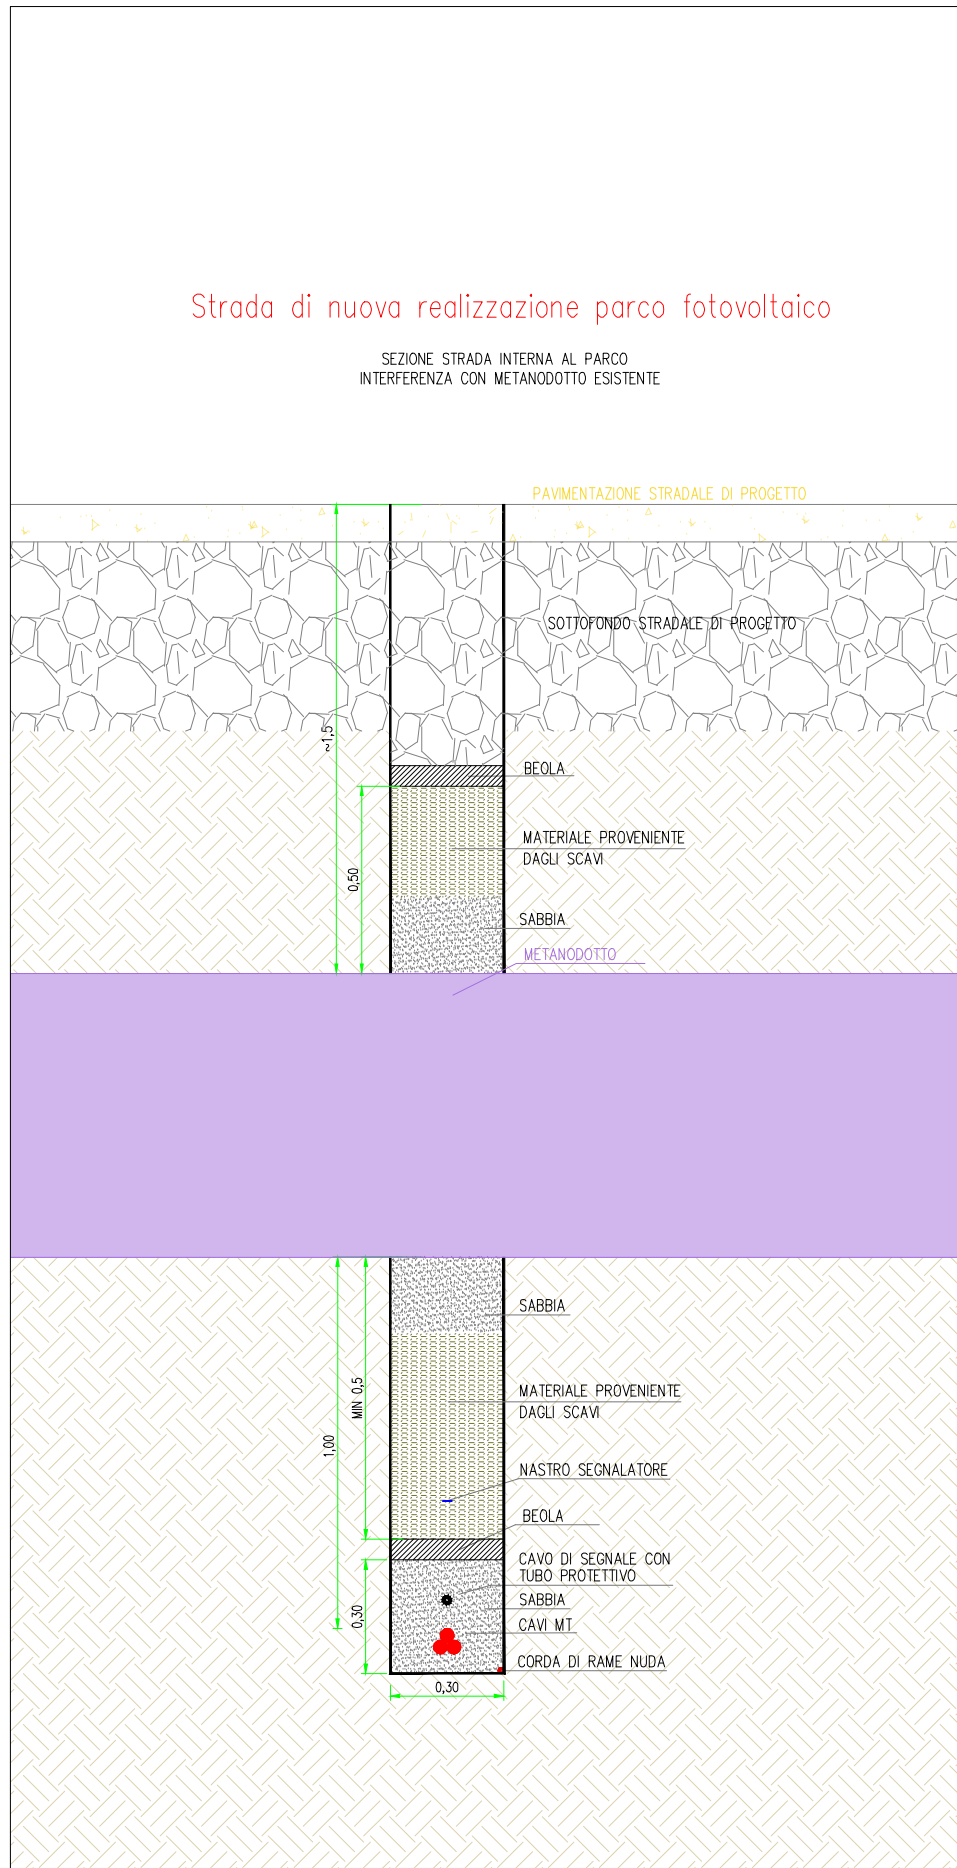 Strada di nuova realizzazione parco fotovoltaico
SEZIONE STRADA INTERNA AL PARCO
INTERFERENZA CON METANODOTTO ESISTENTE
PAVIMENTAZIONE STRADALE DI PROGETTO
SOTTOFONDO STRADALE DI PROGETTO
~1,5
BEOLA
0,50
MATERIALE PROVENIENTE
DAGLI SCAVI
SABBIA
METANODOTTO
SABBIA
MIN 0,5
1,00
MATERIALE PROVENIENTE
DAGLI SCAVI
NASTRO SEGNALATORE
BEOLA
CAVO DI SEGNALE CON
TUBO PROTETTIVO
SABBIA
0,30
CAVI MT
CORDA DI RAME NUDA
0,30